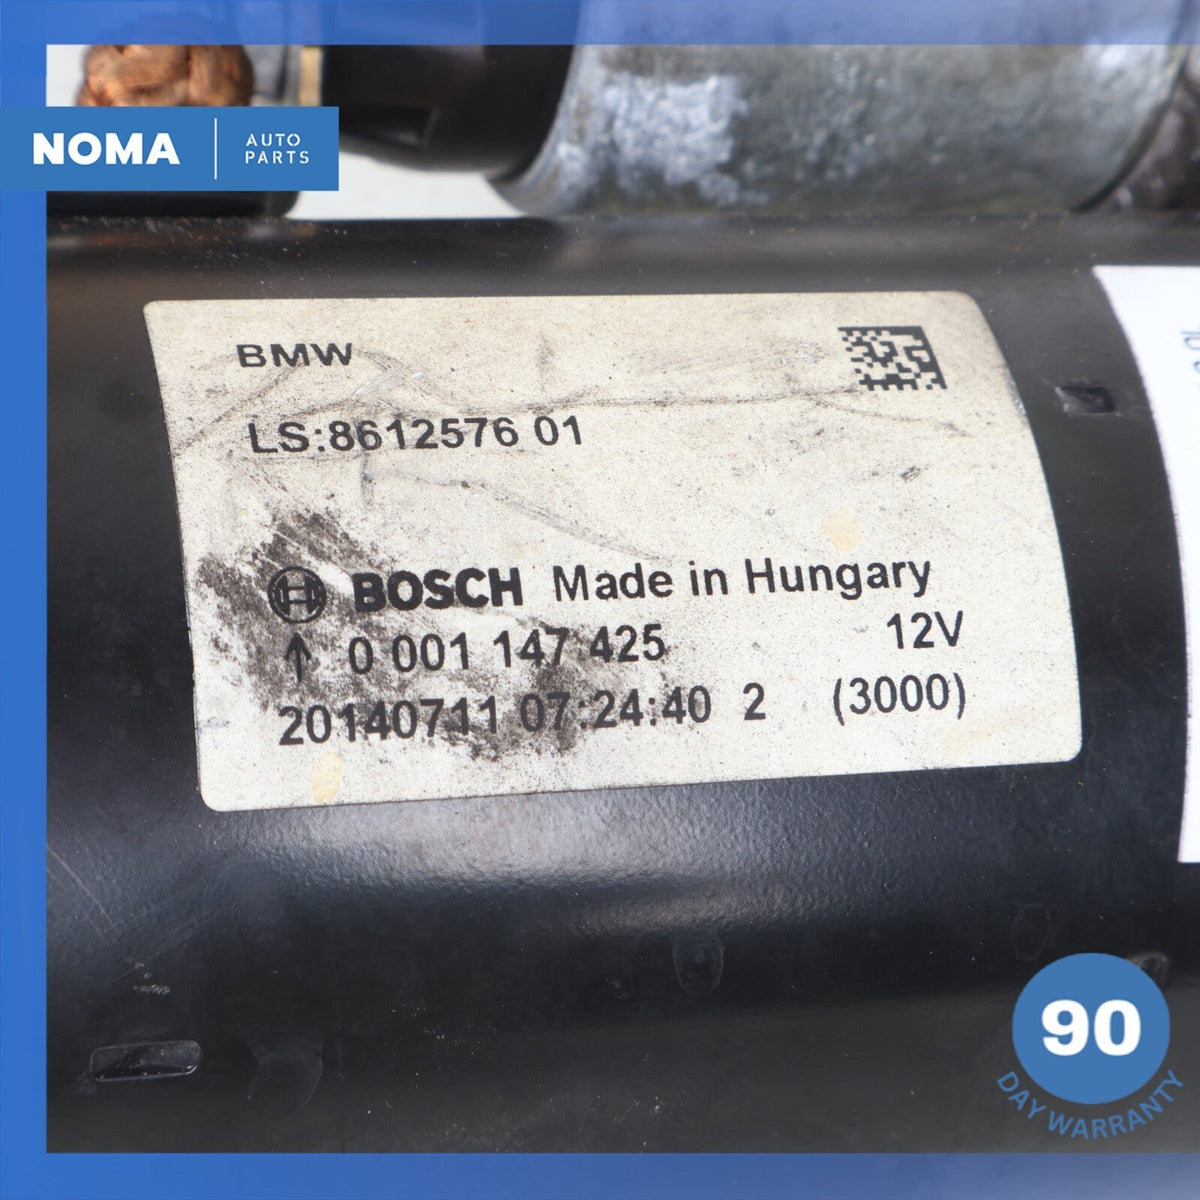 NOMA
AUTO
PARTS
BMW
LS:8612576 01
BOSCH Made in Hungary
0 001 147 425 12V
20140711 07:24:40 2 (3000)
90
DAY WARRANTY